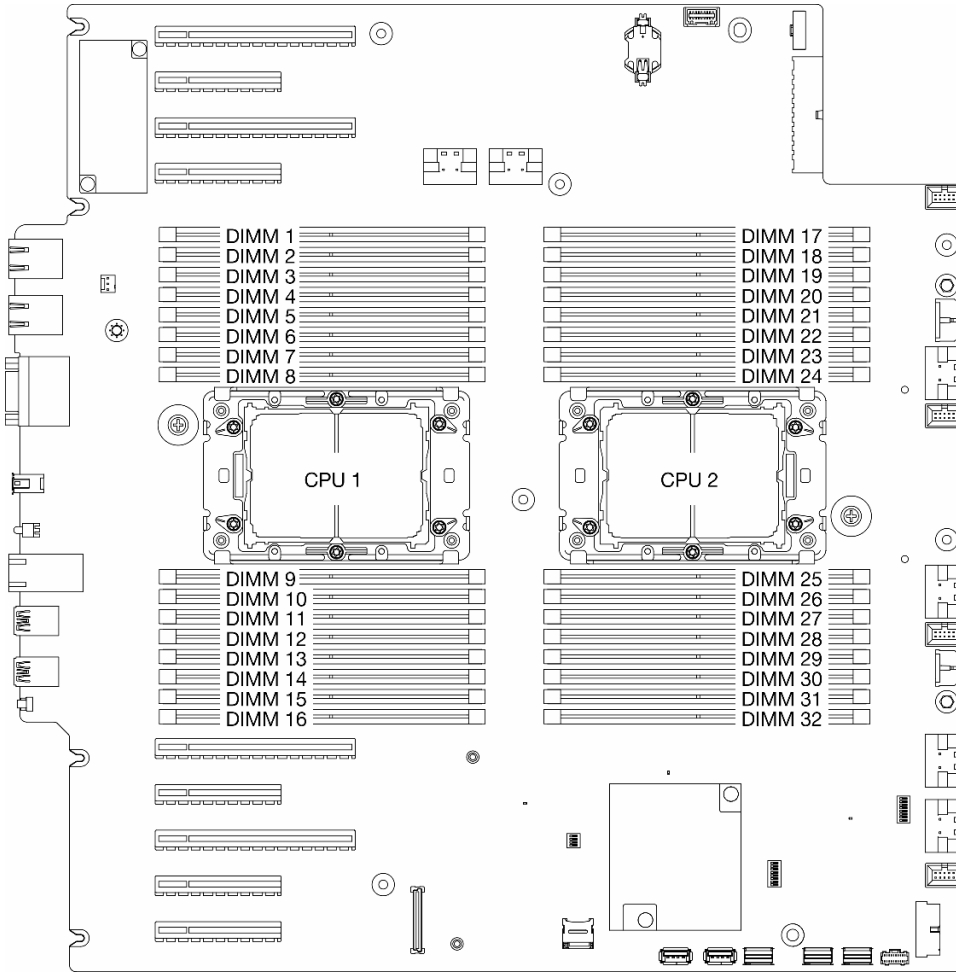 DIMM 1
DIMM 2
DIMM 3
DIMM 4
DIMM 5
DIMM 6
DIMM 7
DIMM 8
DIMM 17
DIMM 18
DIMM 19
DIMM 20
DIMM 21
DIMM 22
DIMM 23
DIMM 24
CPU 1
CPU 2
DIMM 9
DIMM 10
DIMM 11
DIMM 12
DIMM 13
DIMM 14
DIMM 15
DIMM 16
DIMM 25
DIMM 26
DIMM 27
DIMM 28
DIMM 29
DIMM 30
DIMM 31
DIMM 32